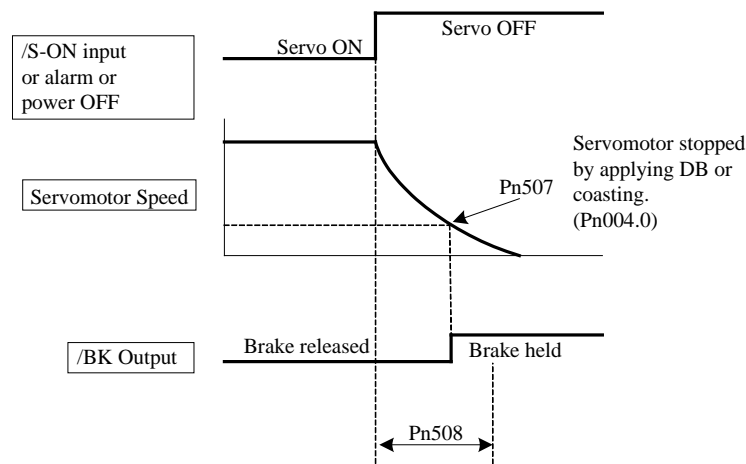 Servo ON
Servo OFF
/S-ON input
or alarm or
power OFF
Servomotor Speed
Pn507
Servomotor stopped
by applying DB or
coasting.
(Pn004.0)
/BK Output
Brake released
Brake held
Pn508